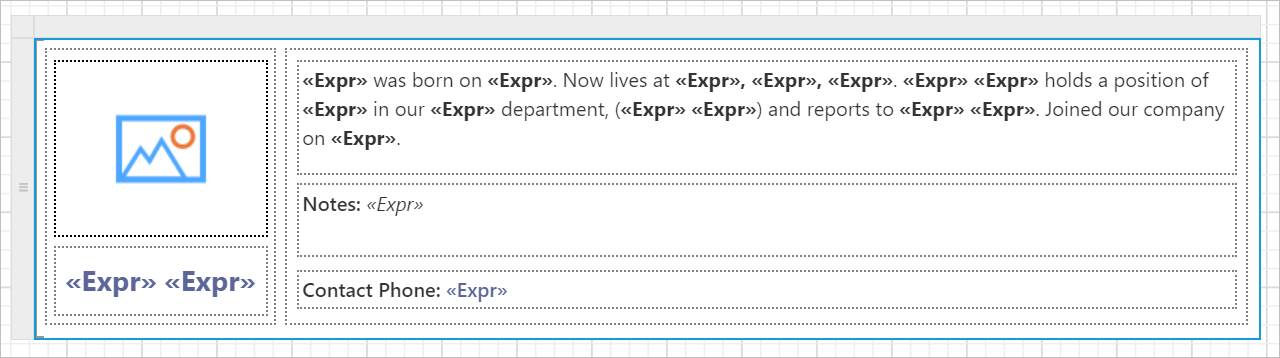 «Expr» was born on «Expr». Now lives at «Expr», «Expr», «Expr». «Expr» «Expr» holds a position of
«Expr» in our «Expr» department, («Expr» «Expr») and reports to «Expr» «Expr». Joined our company
on «Expr».
Notes: «Expr»
«Expr» «Expr»
Contact Phone: «Expr»